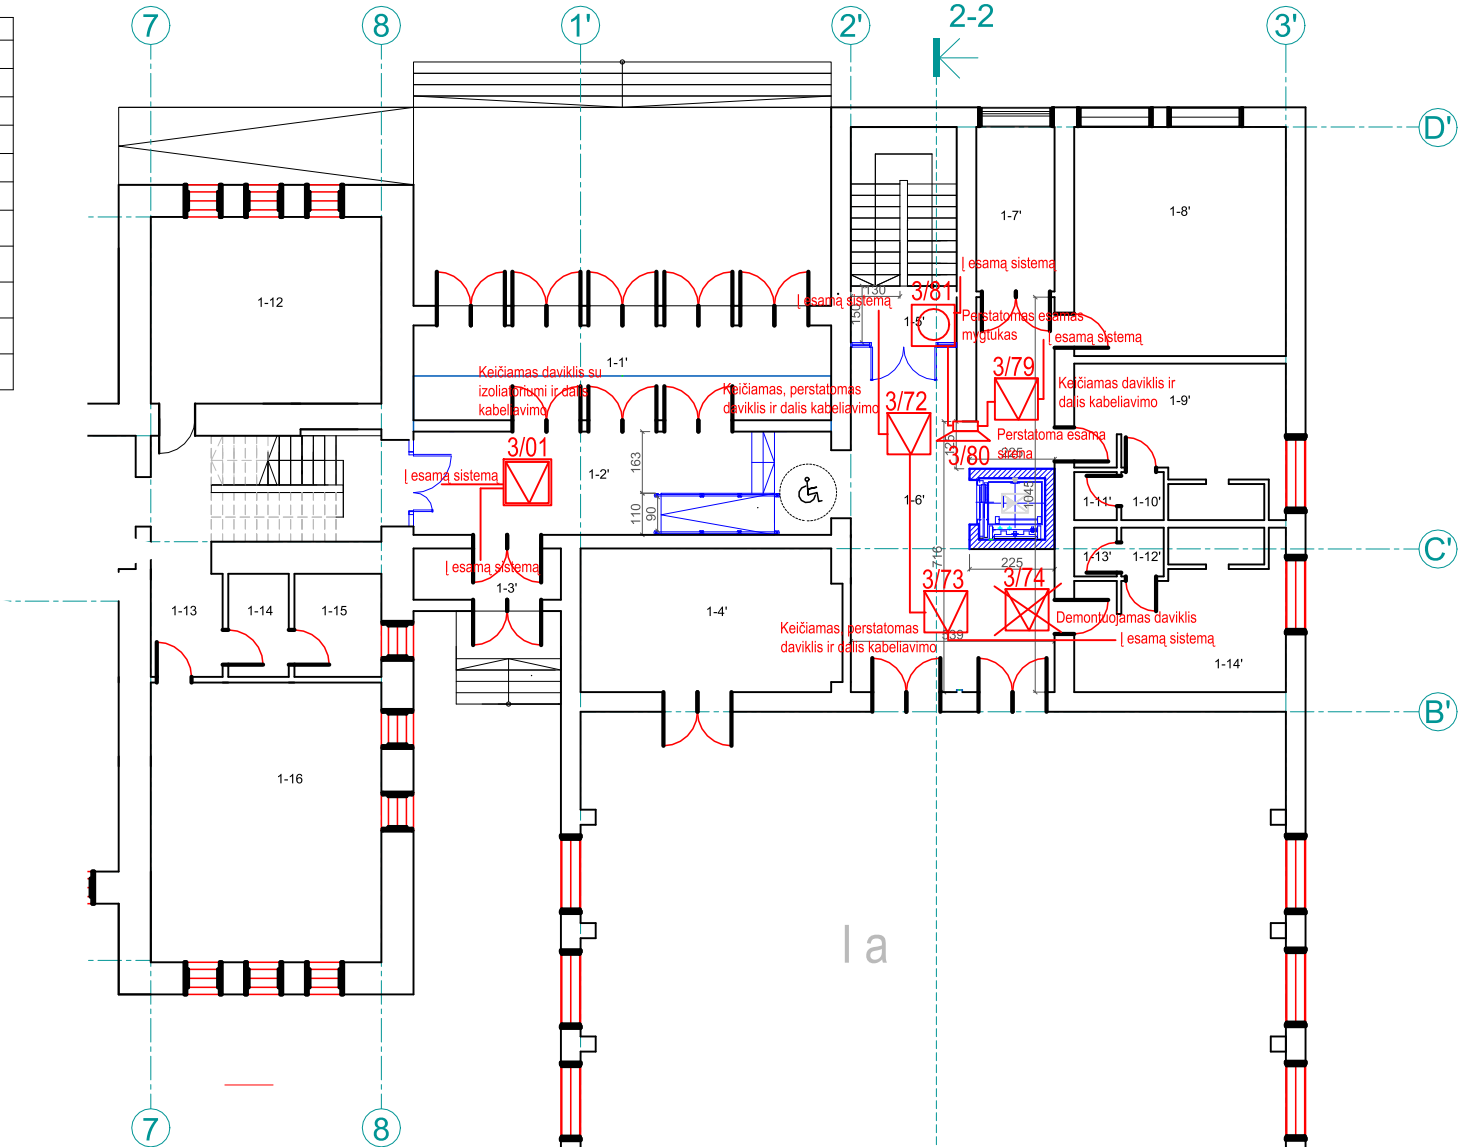 7
8
1'
2'
2-2
3'
D'
1-7'
1-8'
Į esamą sistemą
3/81
130
Į esamą sistemą
150
1-5'
Perstatomas esamas
mygtukas
Į esamą sistemą
1-12
1-1'
3/79
Keičiamas daviklis su
izoliatoriumi ir dalis
kabeliavimo
Keičiamas, perstatomas
daviklis ir dalis kabeliavimo
3/72
Keičiamas daviklis ir
dalis kabeliavimo
1-9'
3/01
Į esamą sistemą
1-2'
163
110
90
125
Perstatoma esama
sirena
3/80
225
1045
1-6'
1-11'
1-10'
C'
716
225
1-13'
1-12'
Į esamą sistemą
1-3'
3/73
3/74
1-13
1-14
1-15
1-4'
Keičiamas, perstatomas
daviklis ir dalis kabeliavimo
539
Demontuojamas daviklis
Į esamą sistemą
1-14'
B'
1-16
I a
7
8